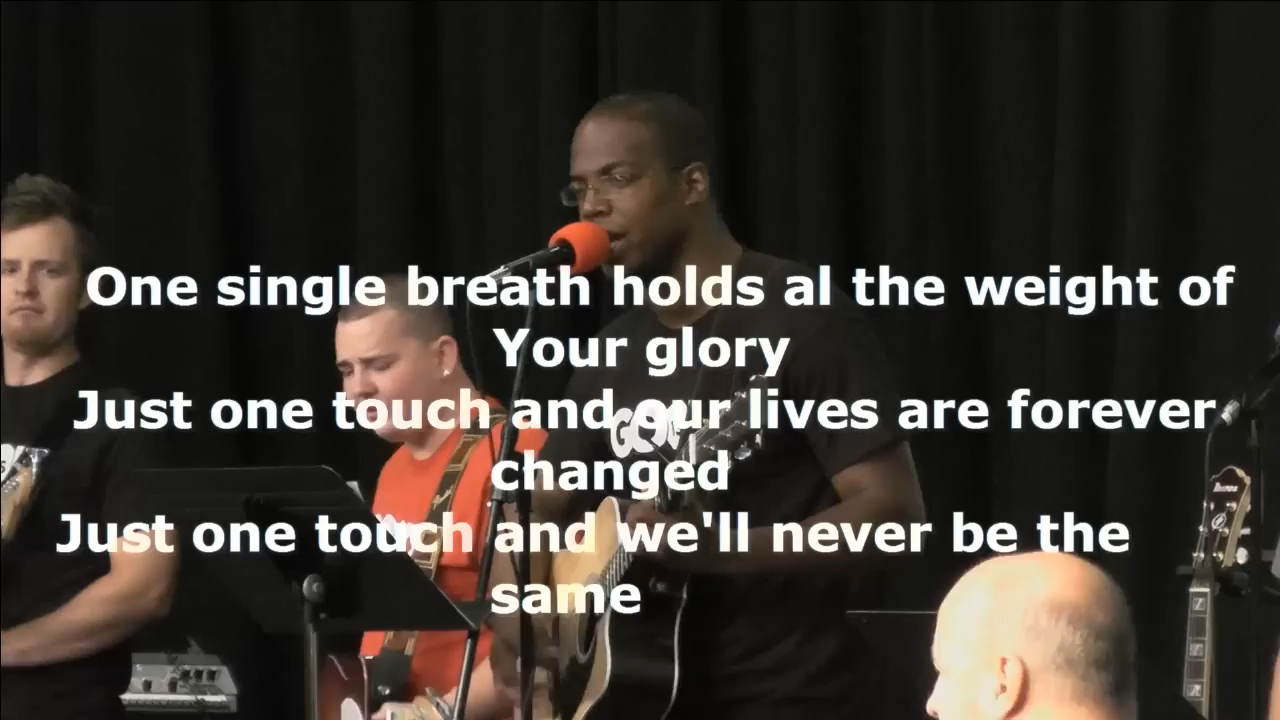 One single breath holds al the weight of
Your glory
Just one touch and our lives are forever
changed
Just one touch and we'll never be the
same